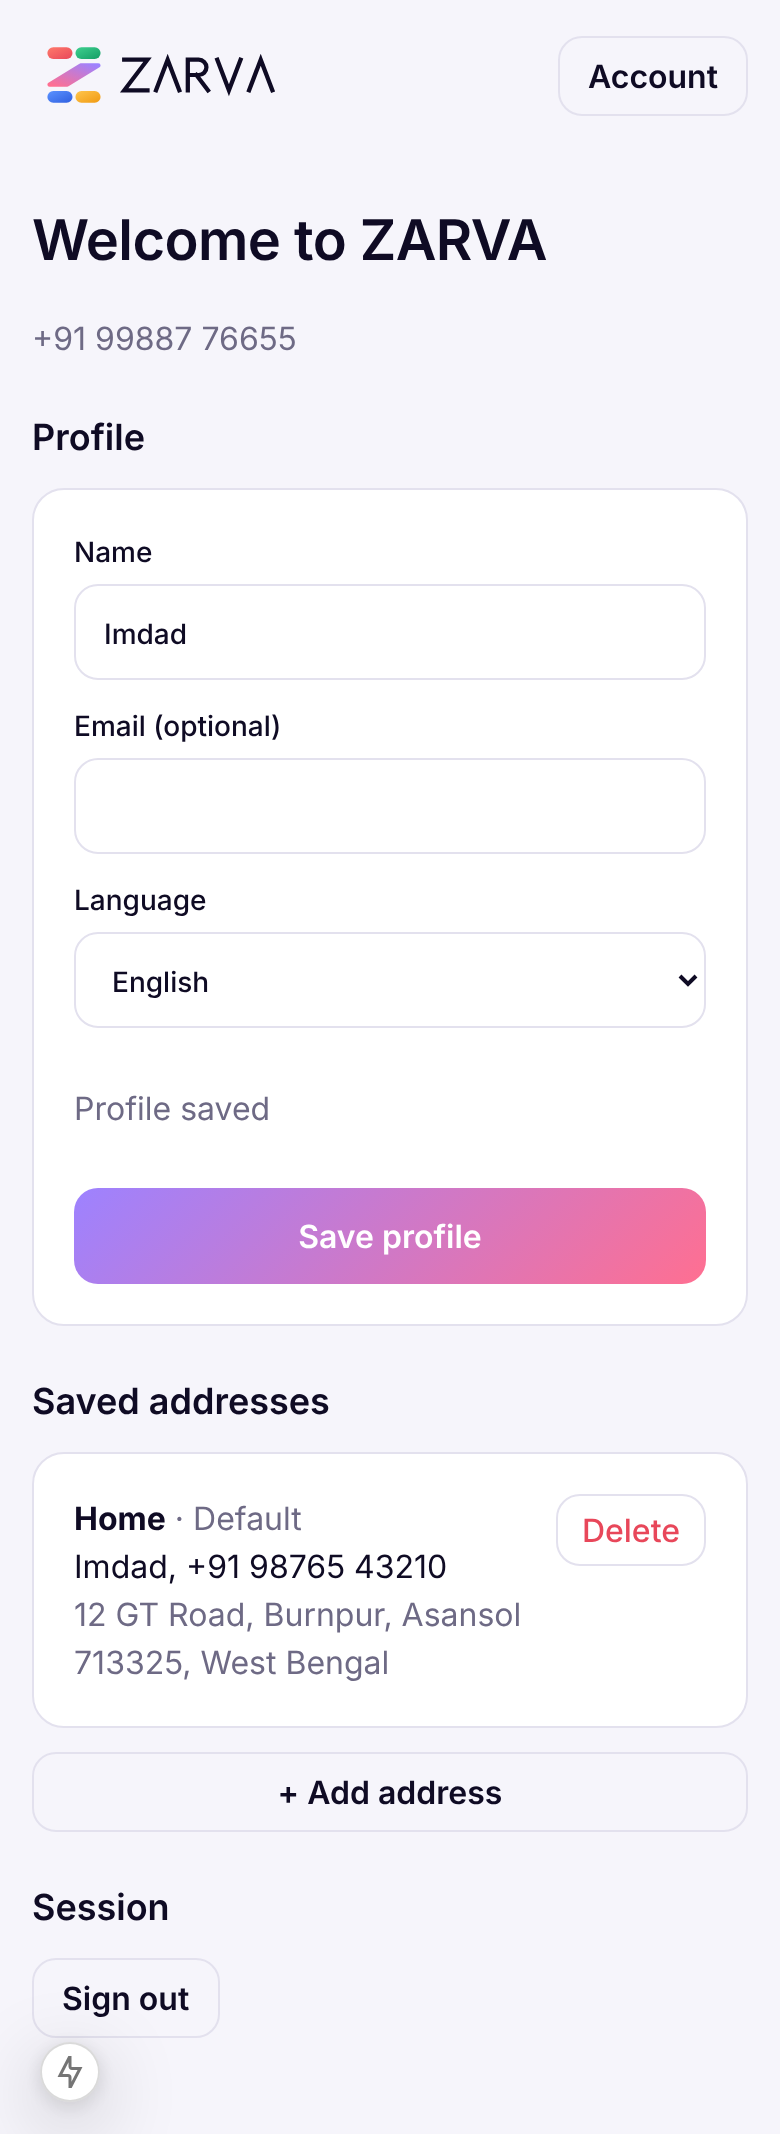 ZARVA
Account
Welcome to ZARVA
+91 99887 76655
Profile
Name
Imdad
Email (optional)
Language
English
Profile saved
Save profile
Saved addresses
Home · Default
Delete
Imdad, +91 98765 43210
12 GT Road, Burnpur, Asansol
713325, West Bengal
+ Add address
Session
Sign out